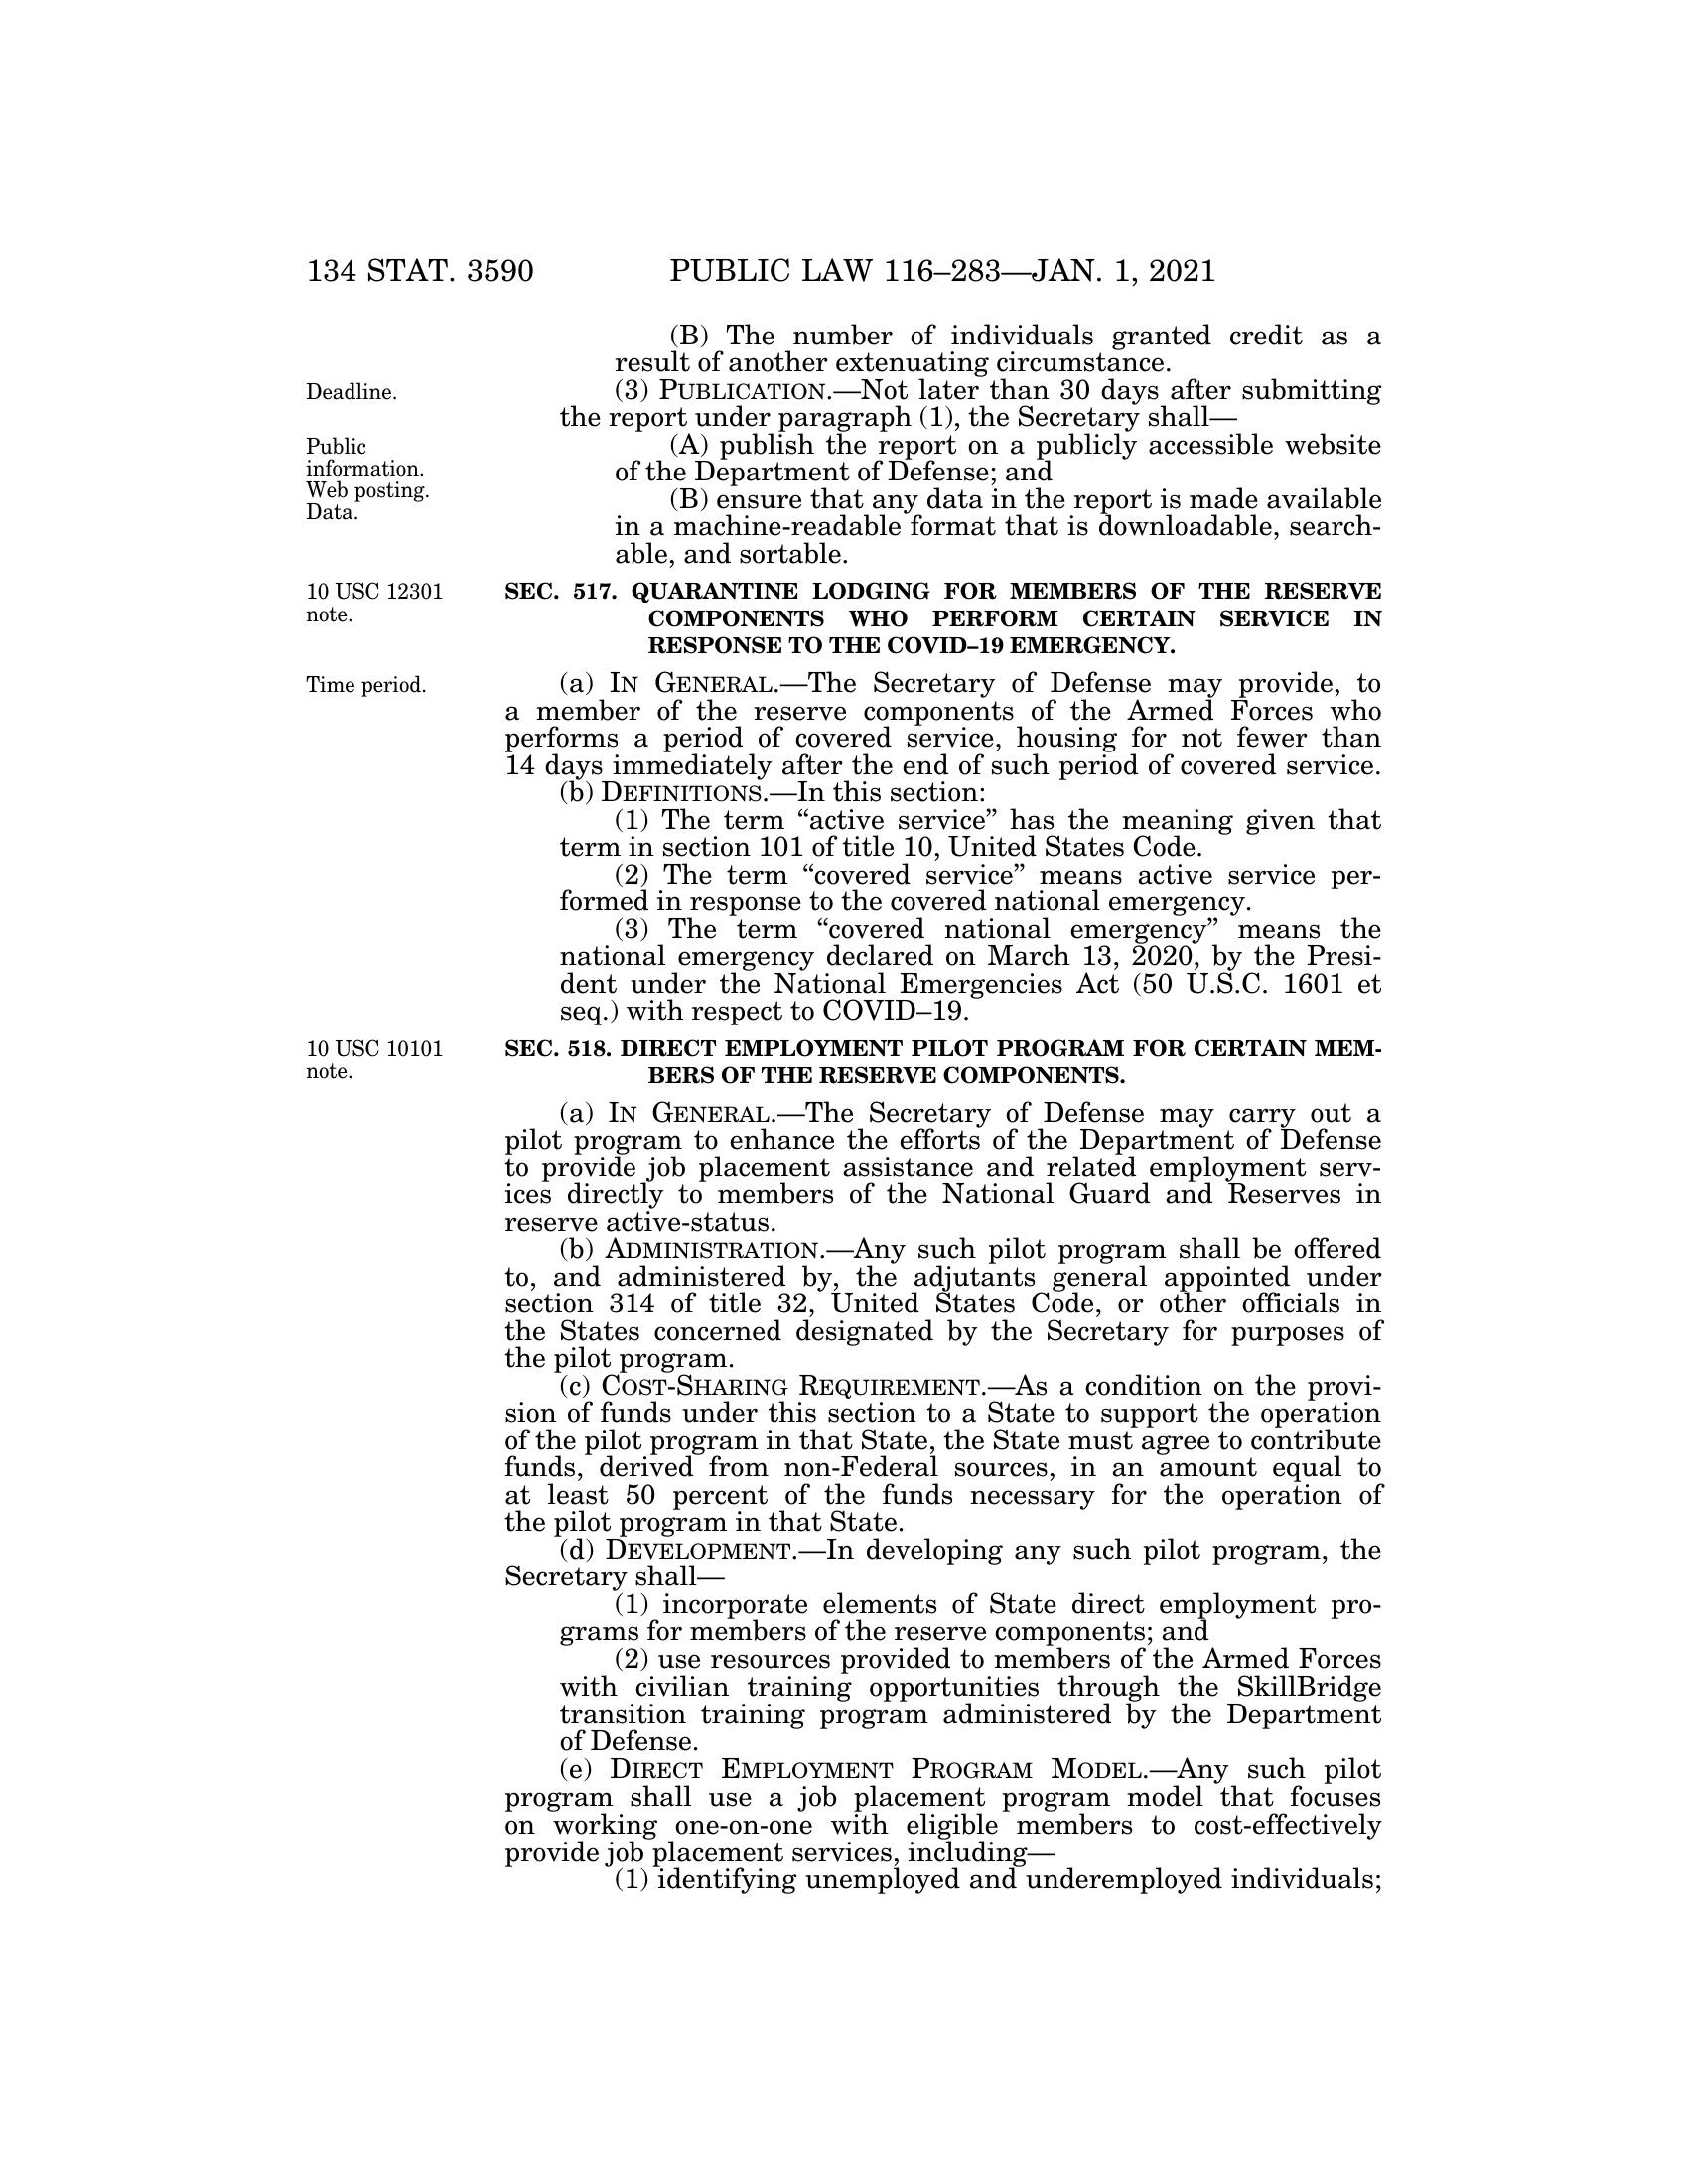 134 STAT. 3590 PUBLIC LAW 116–283—JAN. 1, 2021
(B) The number of individuals granted credit as a
result of another extenuating circumstance.
Deadline.
(3) PUBLICATION.—Not later than 30 days after submitting
the report under paragraph (1), the Secretary shall—
Public
information.
Web posting.
Data.
(A) publish the report on a publicly accessible website
of the Department of Defense; and
(B) ensure that any data in the report is made available
in a machine-readable format that is downloadable, search-
able, and sortable.
10 USC 12301
note.
SEC. 517. QUARANTINE LODGING FOR MEMBERS OF THE RESERVE
COMPONENTS WHO PERFORM CERTAIN SERVICE IN
RESPONSE TO THE COVID–19 EMERGENCY.
Time period.
(a) IN GENERAL.—The Secretary of Defense may provide, to
a member of the reserve components of the Armed Forces who
performs a period of covered service, housing for not fewer than
14 days immediately after the end of such period of covered service.
(b) DEFINITIONS.—In this section:
(1) The term “active service” has the meaning given that
term in section 101 of title 10, United States Code.
(2) The term “covered service” means active service per-
formed in response to the covered national emergency.
(3) The term “covered national emergency” means the
national emergency declared on March 13, 2020, by the Presi-
dent under the National Emergencies Act (50 U.S.C. 1601 et
seq.) with respect to COVID–19.
10 USC 10101
note.
SEC. 518. DIRECT EMPLOYMENT PILOT PROGRAM FOR CERTAIN MEM-
BERS OF THE RESERVE COMPONENTS.
(a) IN GENERAL.—The Secretary of Defense may carry out a
pilot program to enhance the efforts of the Department of Defense
to provide job placement assistance and related employment serv-
ices directly to members of the National Guard and Reserves in
reserve active-status.
(b) ADMINISTRATION.—Any such pilot program shall be offered
to, and administered by, the adjutants general appointed under
section 314 of title 32, United States Code, or other officials in
the States concerned designated by the Secretary for purposes of
the pilot program.
(c) COST-SHARING REQUIREMENT.—As a condition on the provi-
sion of funds under this section to a State to support the operation
of the pilot program in that State, the State must agree to contribute
funds, derived from non-Federal sources, in an amount equal to
at least 50 percent of the funds necessary for the operation of
the pilot program in that State.
(d) DEVELOPMENT.—In developing any such pilot program, the
Secretary shall—
(1) incorporate elements of State direct employment pro-
grams for members of the reserve components; and
(2) use resources provided to members of the Armed Forces
with civilian training opportunities through the SkillBridge
transition training program administered by the Department
of Defense.
(e) DIRECT EMPLOYMENT PROGRAM MODEL.—Any such pilot
program shall use a job placement program model that focuses
on working one-on-one with eligible members to cost-effectively
provide job placement services, including—
(1) identifying unemployed and underemployed individuals;